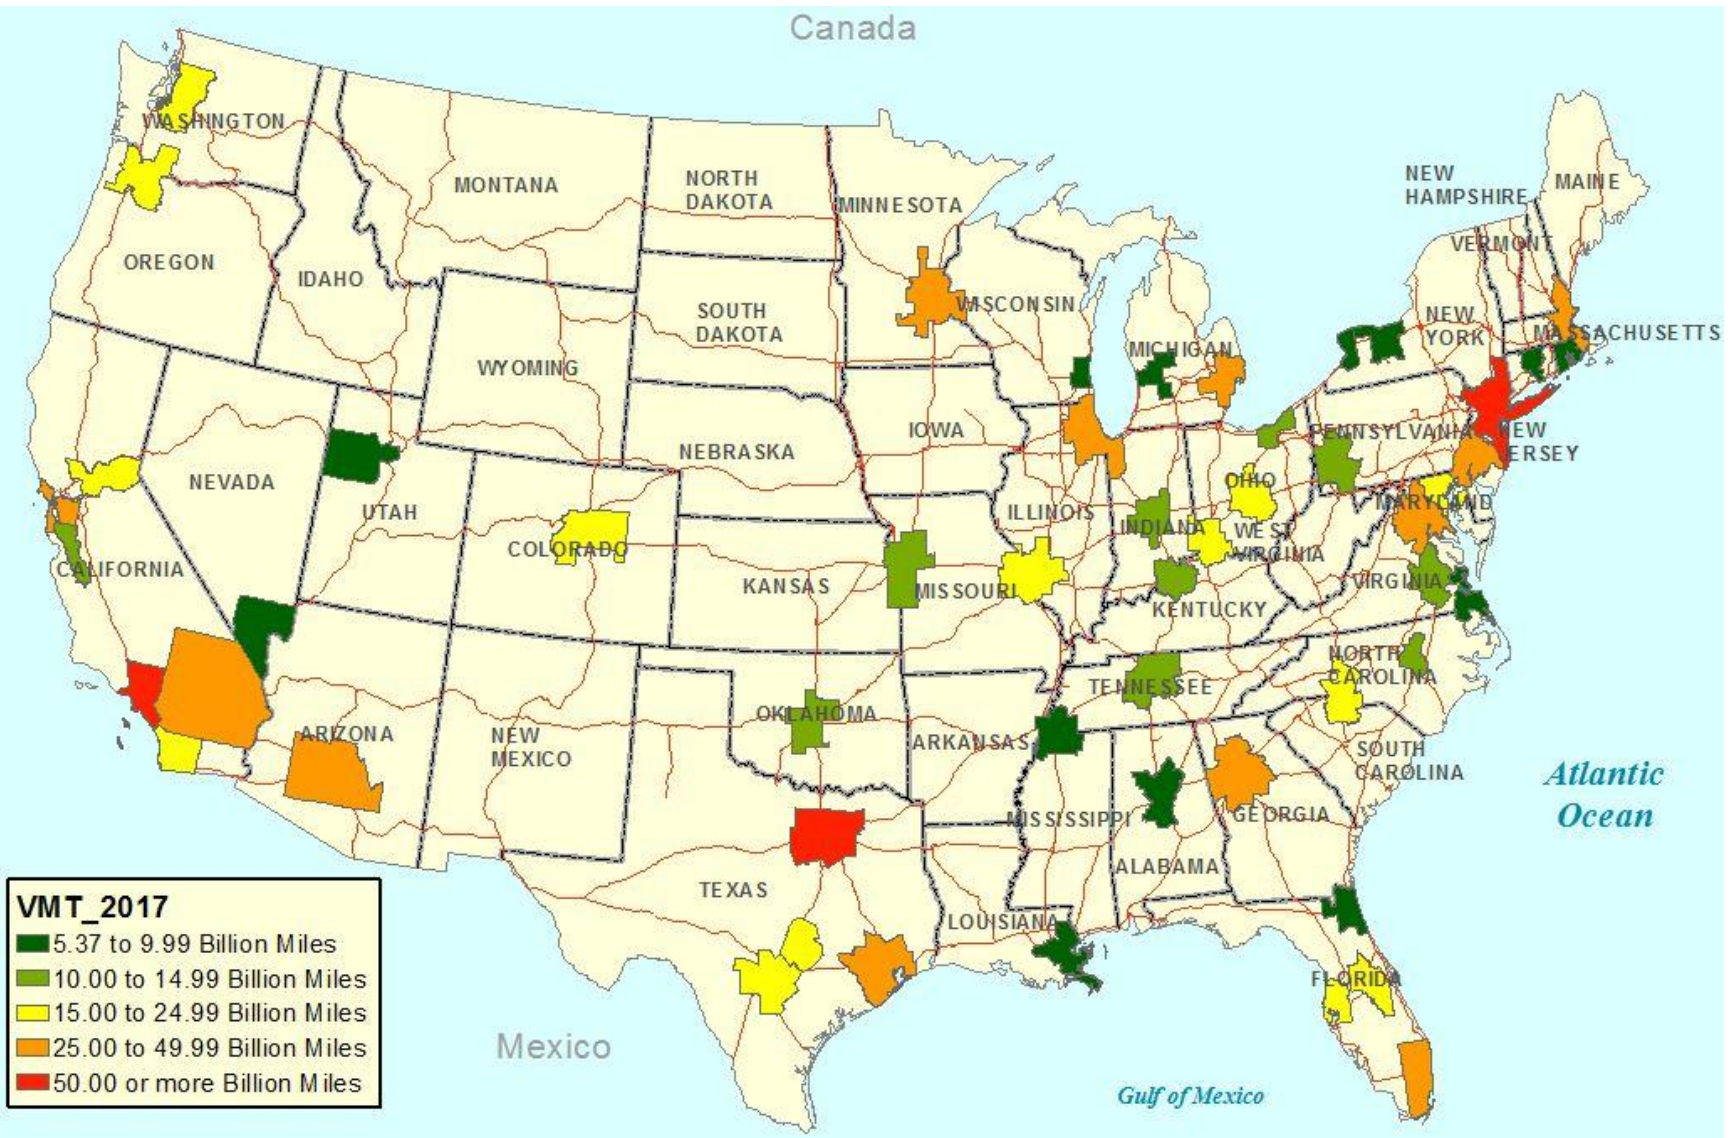 Canada
WASHINGTON
MONTANA
NORTH
DAKOTA
MINNESOTA
NEW
HAMPSHIRE
MAINE
VERMONT
OREGON
IDAHO
SOUTH
DAKOTA
WISCONSIN
MICHIGAN
NEW
YORK
MASSACHUSETTS
WYOMING
IOWA
PENNSYLVANIA
NEW
JERSEY
NEBRASKA
NEVADA
UTAH
COLORADO
ILLINOIS
INDIANA
OHIO
WEST
VIRGINIA
MARYLAND
CALIFORNIA
KANSAS
MISSOURI
KENTUCKY
VIRGINIA
NORTH
CAROLINA
TENNESSEE
ARIZONA
NEW
MEXICO
OKLAHOMA
ARKANSAS
SOUTH
CAROLINA
MISSISSIPPI
GEORGIA
ALABAMA
TEXAS
LOUISIANA
FLORIDA
Atlantic
Ocean
Mexico
Gulf of Mexico
VMT_2017
5.37 to 9.99 Billion Miles
10.00 to 14.99 Billion Miles
15.00 to 24.99 Billion Miles
25.00 to 49.99 Billion Miles
50.00 or more Billion Miles